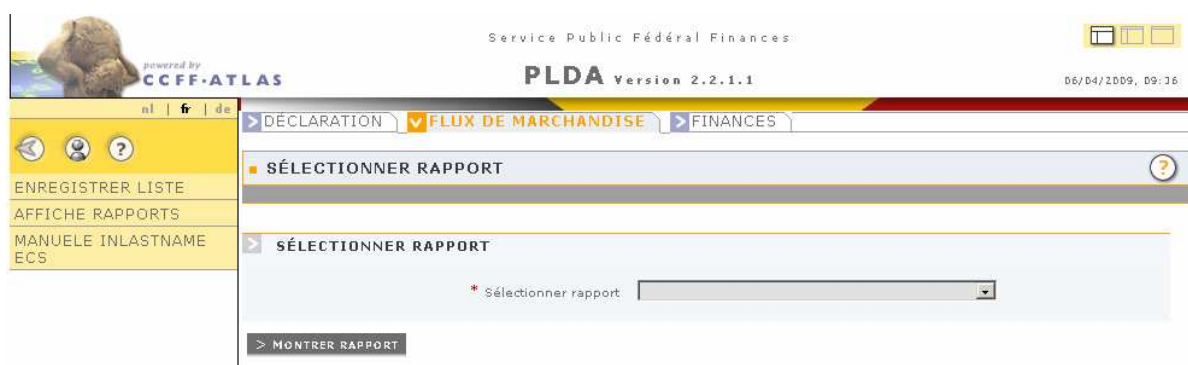 Service Public Fédéral Finances
powered by
CCFF-ATLAS
PLDA Version 2.2.1.1
06/04/2009, 09:36
nl | fr | de
DÉCLARATION FLUX DE MARCHANDISE FINANCES
SÉLECTIONNER RAPPORT
ENREGISTRER LISTE
AFFICHE RAPPORTS
MANUELE INLASTNAME
ECS
SÉLECTIONNER RAPPORT
* Sélectionner rapport
> MONTRER RAPPORT